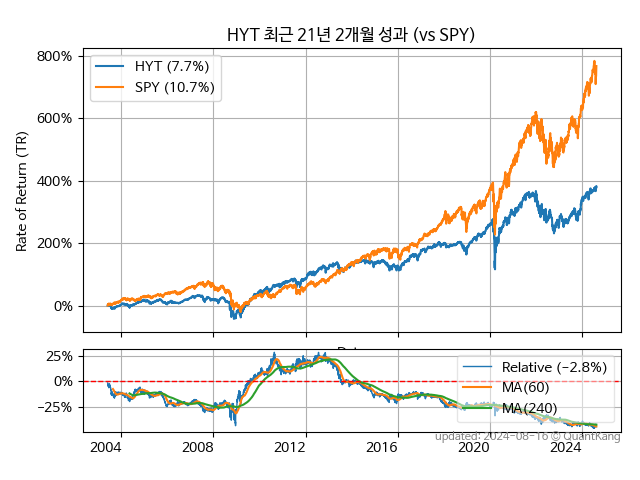 HYT 최근 21년 2개월 성과 (vs SPY)
Rate of Return (TR)
800%
600%
400%
200%
0%
HYT (7.7%)
SPY (10.7%)
25%
0%
−25%
Relative (−2.8%)
MA(60)
MA(240)
2004
2008
2012
2016
2020
2024
updated: 2024-08-16 © QuantKang